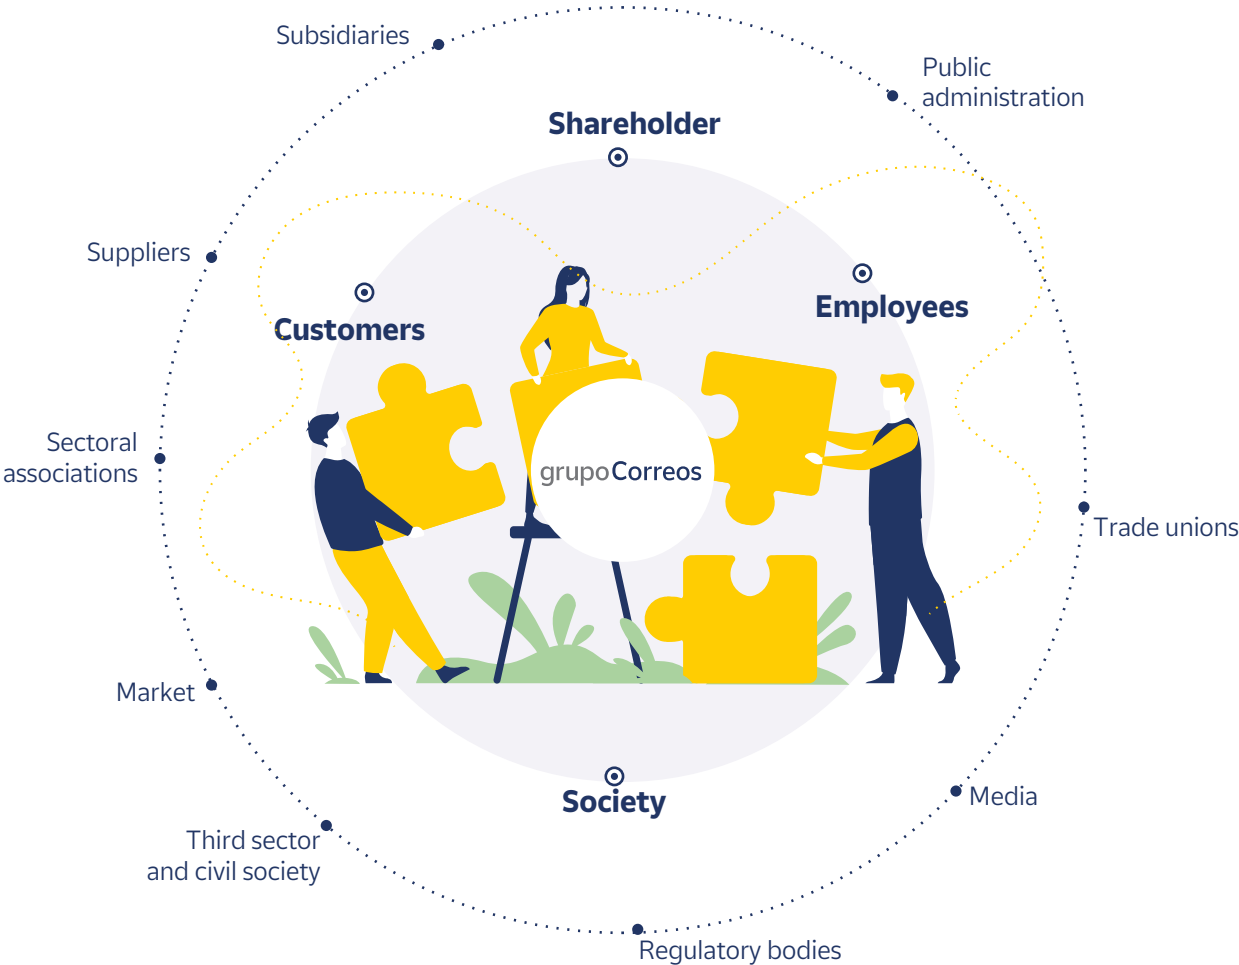 Subsidiaries
Public
administration
Shareholder
Suppliers
Customers
Employees
Sectoral
associations
grupoCorreos
Trade unions
Market
Society
Media
Third sector
and civil society
Regulatory bodies